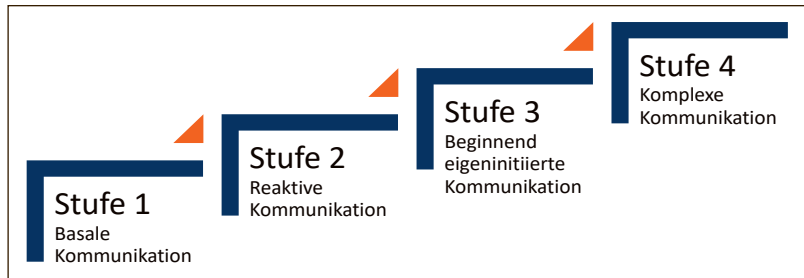 Stufe 1
Basale
Kommunikation
Stufe 2
Reaktive
Kommunikation
Stufe 3
Beginnend
eigeninitiierte
Kommunikation
Stufe 4
Komplexe
Kommunikation